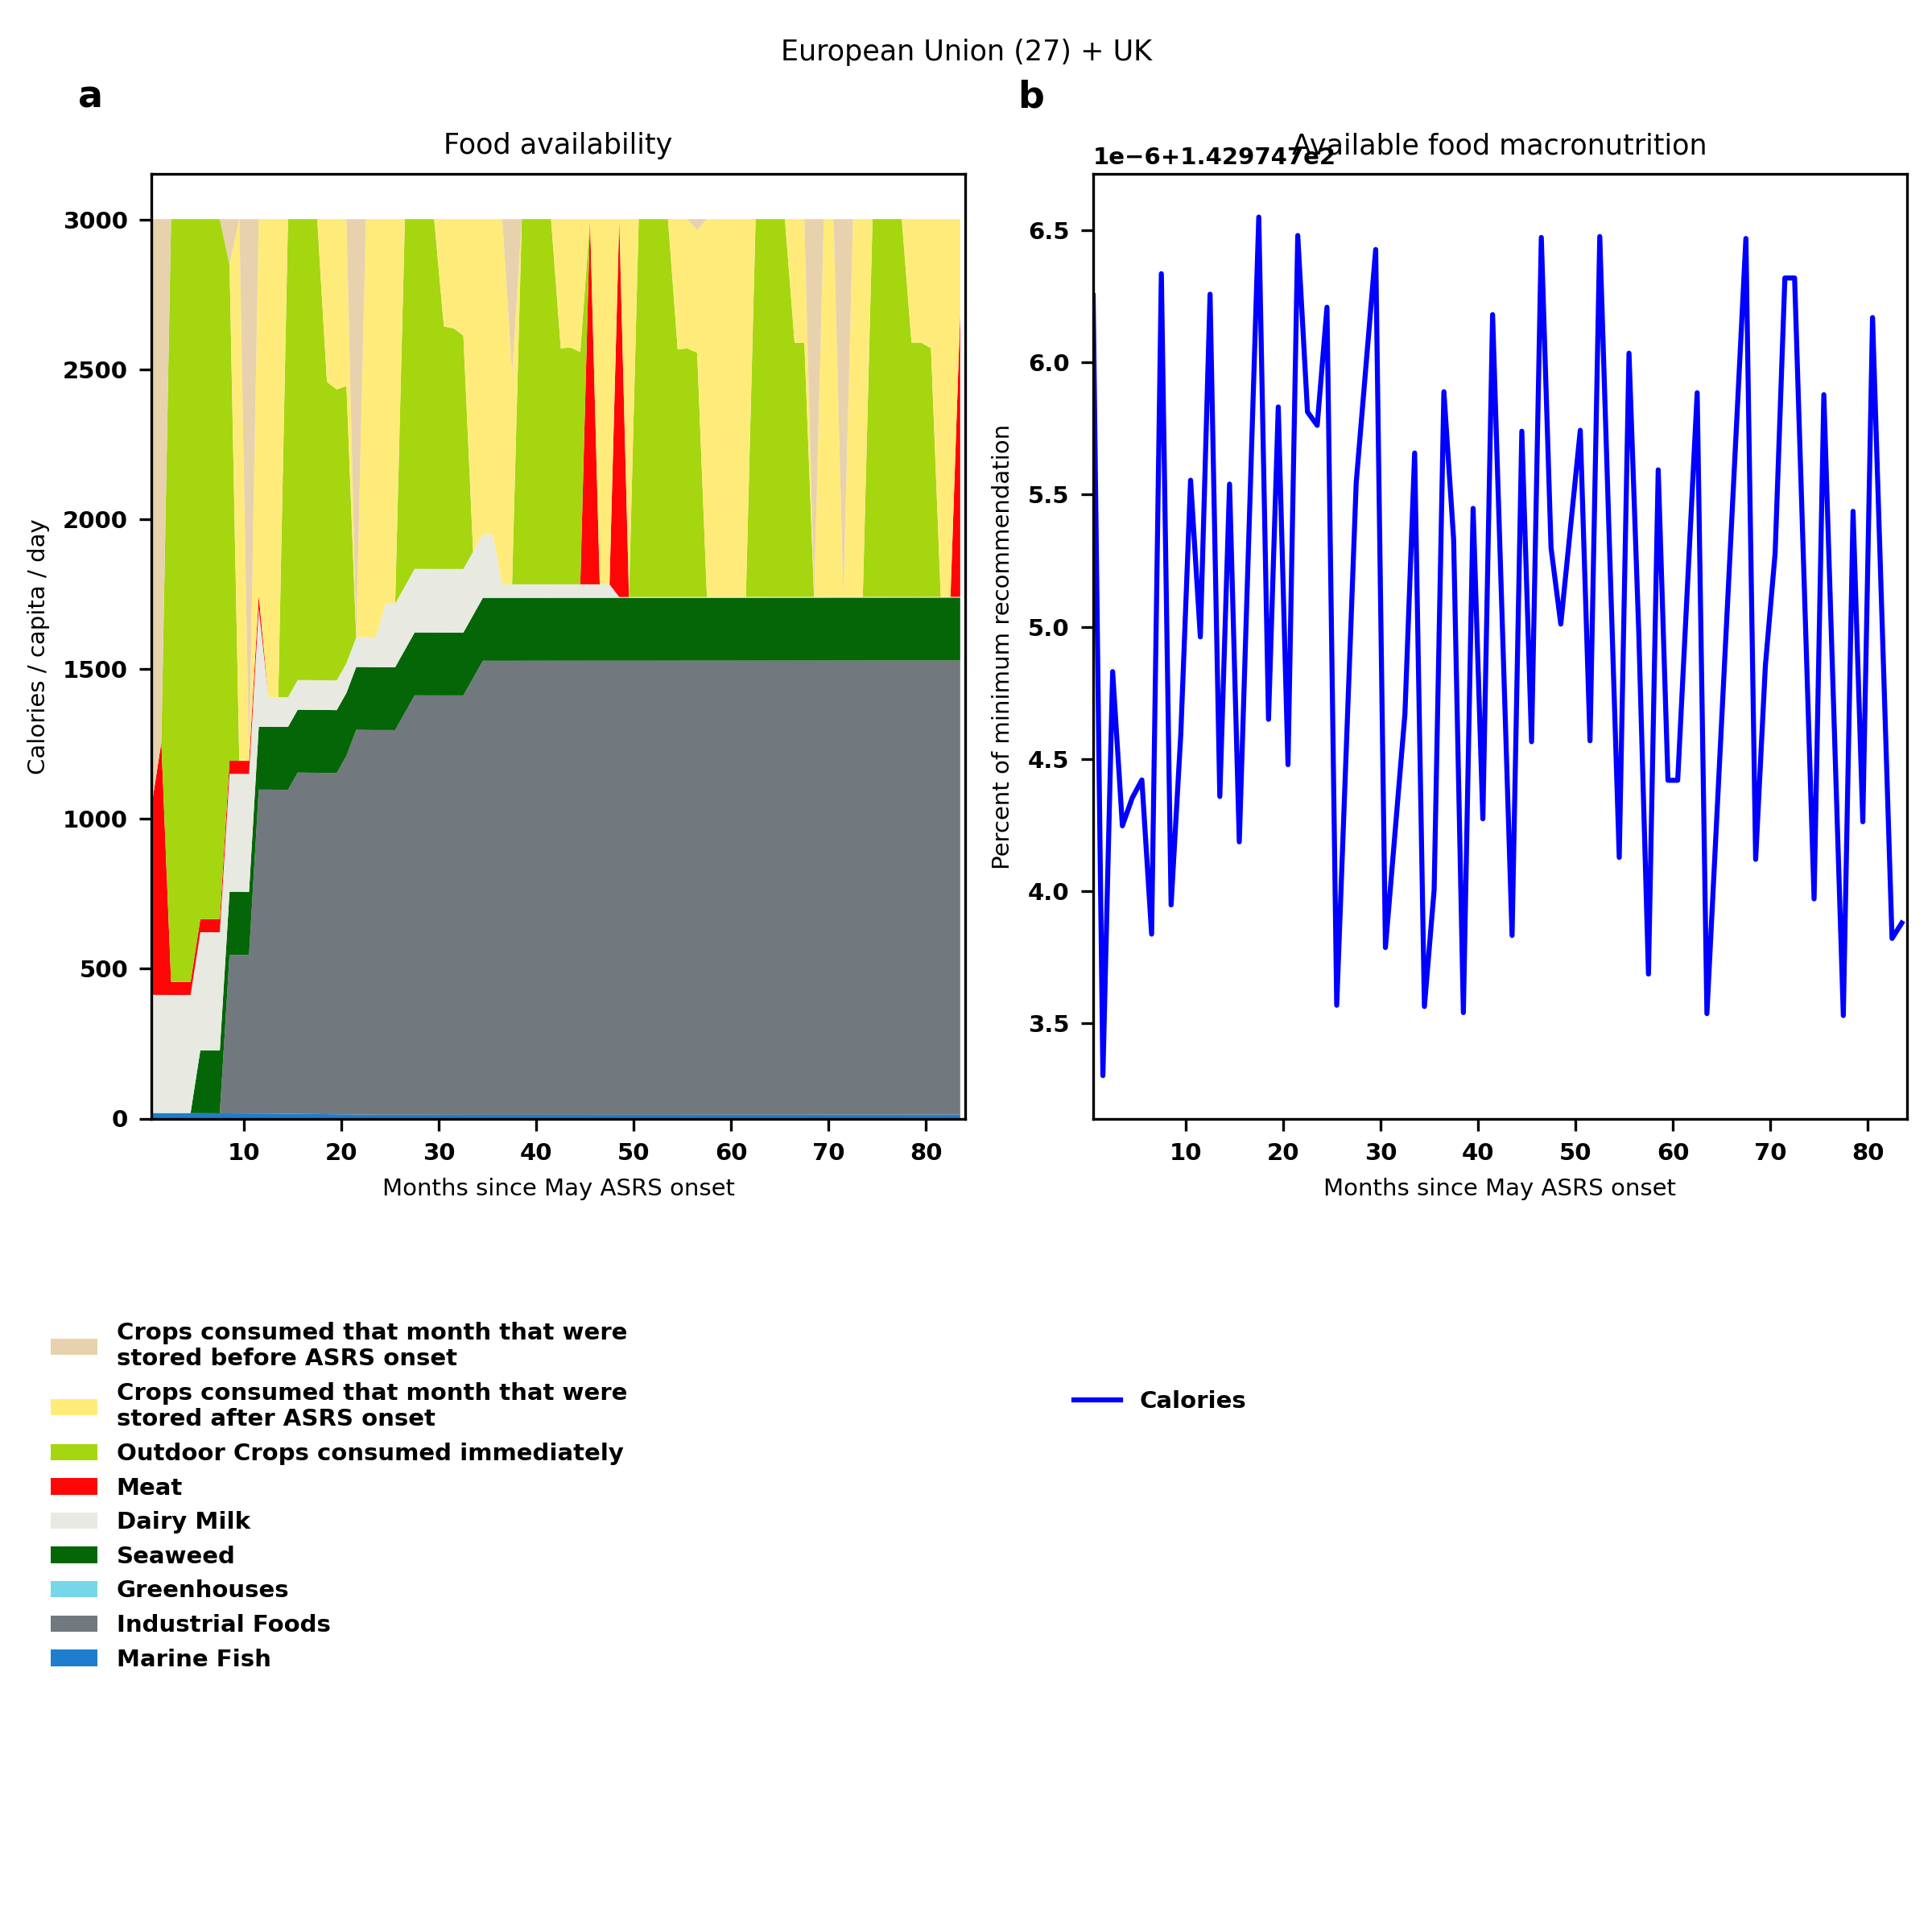 European Union (27) + UK
a
Food availability
3000
2500
2000
1500
1000
500
0
Calories / capita / day
10 20 30 40 50 60 70 80
Months since May ASRS onset
b
Available food macronutrition
1e−6+1.429747e2
6.5
6.0
5.5
5.0
4.5
4.0
3.5
Percent of minimum recommendation
10 20 30 40 50 60 70 80
Months since May ASRS onset
Crops consumed that month that were
stored before ASRS onset
Crops consumed that month that were
stored after ASRS onset
Outdoor Crops consumed immediately
Meat
Dairy Milk
Seaweed
Greenhouses
Industrial Foods
Marine Fish
Calories